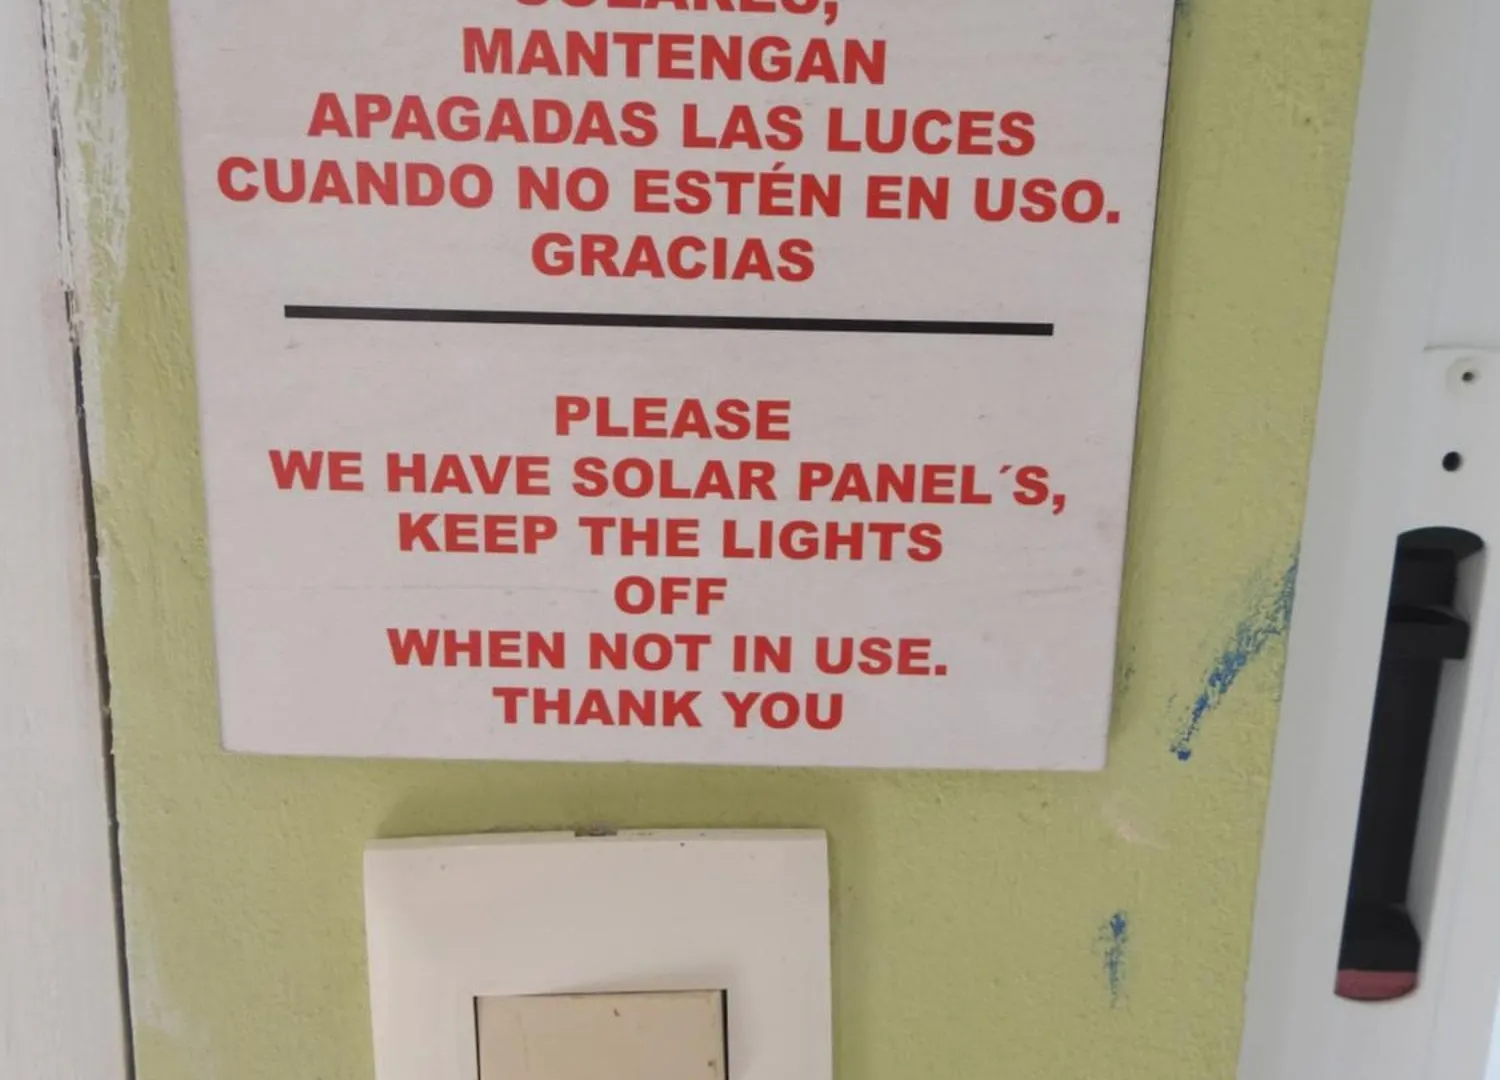 SOLARES,
MANTENGAN
APAGADAS LAS LUCES
CUANDO NO ESTÉN EN USO.
GRACIAS
PLEASE
WE HAVE SOLAR PANEL´S,
KEEP THE LIGHTS
OFF
WHEN NOT IN USE.
THANK YOU